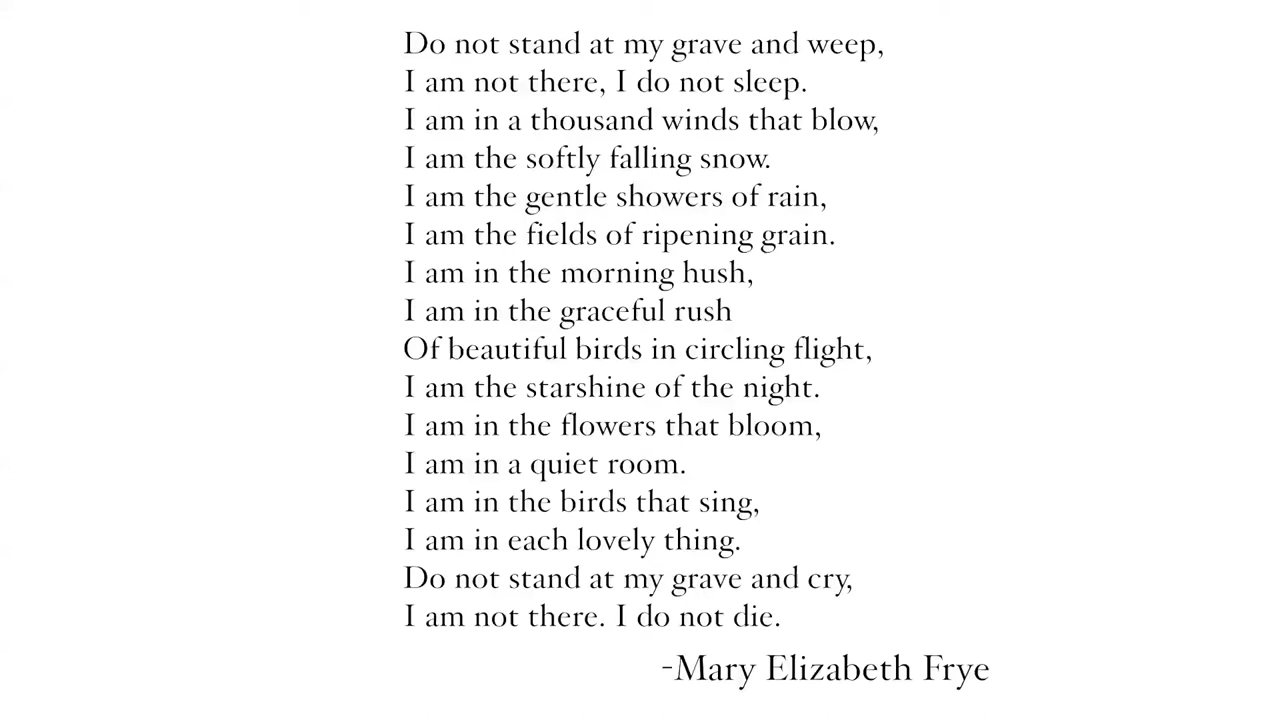 Do not stand at my grave and weep,
I am not there, I do not sleep.
I am in a thousand winds that blow,
I am the softly falling snow.
I am the gentle showers of rain,
I am the fields of ripening grain.
I am in the morning hush,
I am in the graceful rush
Of beautiful birds in circling flight,
I am the starshine of the night.
I am in the flowers that bloom,
I am in a quiet room.
I am in the birds that sing,
I am in each lovely thing.
Do not stand at my grave and cry,
I am not there. I do not die.
-Mary Elizabeth Frye